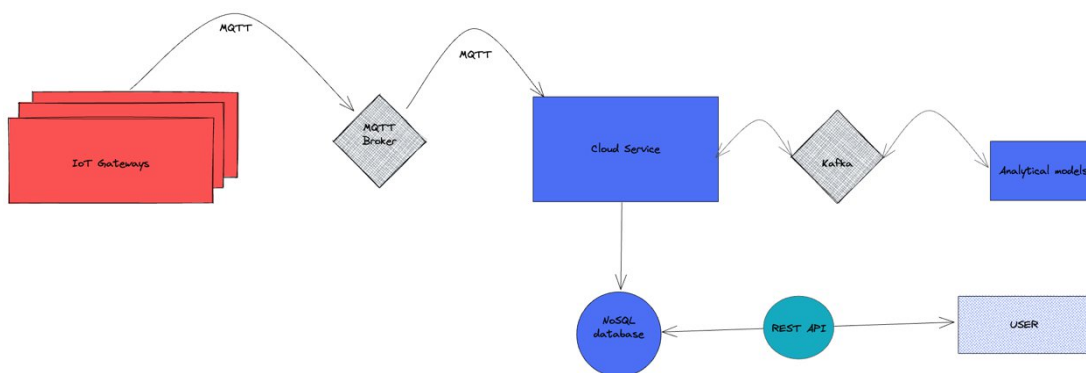 MQTT
MQTT
IoT Gateways
MQTT
Broker
Cloud Service
Kafka
Analytical models
NoSQL
database
REST API
USER